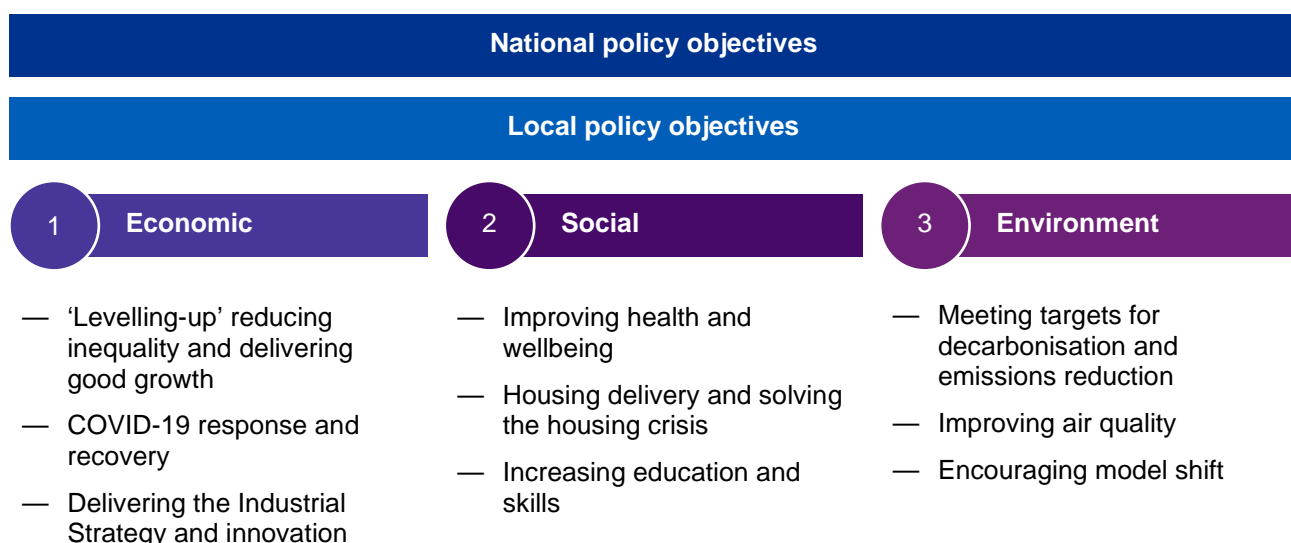 National policy objectives
Local policy objectives
1 Economic
— ‘Levelling-up’ reducing
inequality and delivering
good growth
— COVID-19 response and
recovery
— Delivering the Industrial
Strategy and innovation
2 Social
— Improving health and
wellbeing
— Housing delivery and solving
the housing crisis
— Increasing education and
skills
3 Environment
— Meeting targets for
decarbonisation and
emissions reduction
— Improving air quality
— Encouraging model shift